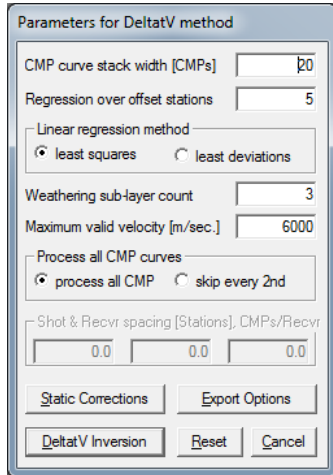 Parameters for DeltatV method
CMP curve stack width [CMPs] 20
Regression over offset stations 5
Linear regression method
least squares least deviations
Weathering sub-layer count 3
Maximum valid velocity [m/sec.] 6000
Process all CMP curves
process all CMP skip every 2nd
Shot & Recvr spacing [Stations], CMPs/Recvr
0.0 0.0 0.0
Static Corrections Export Options
DeltatV Inversion Reset Cancel